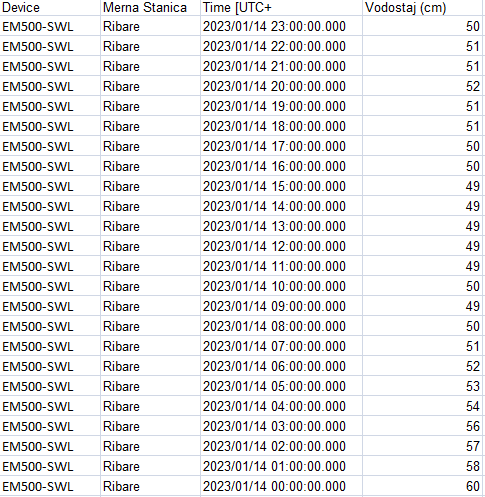 Device Merna Stanica Time [UTC+ Vodostaj (cm)
EM500-SWL Ribare 2023/01/14 23:00:00.000 50
EM500-SWL Ribare 2023/01/14 22:00:00.000 51
EM500-SWL Ribare 2023/01/14 21:00:00.000 51
EM500-SWL Ribare 2023/01/14 20:00:00.000 52
EM500-SWL Ribare 2023/01/14 19:00:00.000 51
EM500-SWL Ribare 2023/01/14 18:00:00.000 51
EM500-SWL Ribare 2023/01/14 17:00:00.000 50
EM500-SWL Ribare 2023/01/14 16:00:00.000 50
EM500-SWL Ribare 2023/01/14 15:00:00.000 49
EM500-SWL Ribare 2023/01/14 14:00:00.000 49
EM500-SWL Ribare 2023/01/14 13:00:00.000 49
EM500-SWL Ribare 2023/01/14 12:00:00.000 49
EM500-SWL Ribare 2023/01/14 11:00:00.000 49
EM500-SWL Ribare 2023/01/14 10:00:00.000 50
EM500-SWL Ribare 2023/01/14 09:00:00.000 49
EM500-SWL Ribare 2023/01/14 08:00:00.000 50
EM500-SWL Ribare 2023/01/14 07:00:00.000 51
EM500-SWL Ribare 2023/01/14 06:00:00.000 52
EM500-SWL Ribare 2023/01/14 05:00:00.000 53
EM500-SWL Ribare 2023/01/14 04:00:00.000 54
EM500-SWL Ribare 2023/01/14 03:00:00.000 56
EM500-SWL Ribare 2023/01/14 02:00:00.000 57
EM500-SWL Ribare 2023/01/14 01:00:00.000 58
EM500-SWL Ribare 2023/01/14 00:00:00.000 60